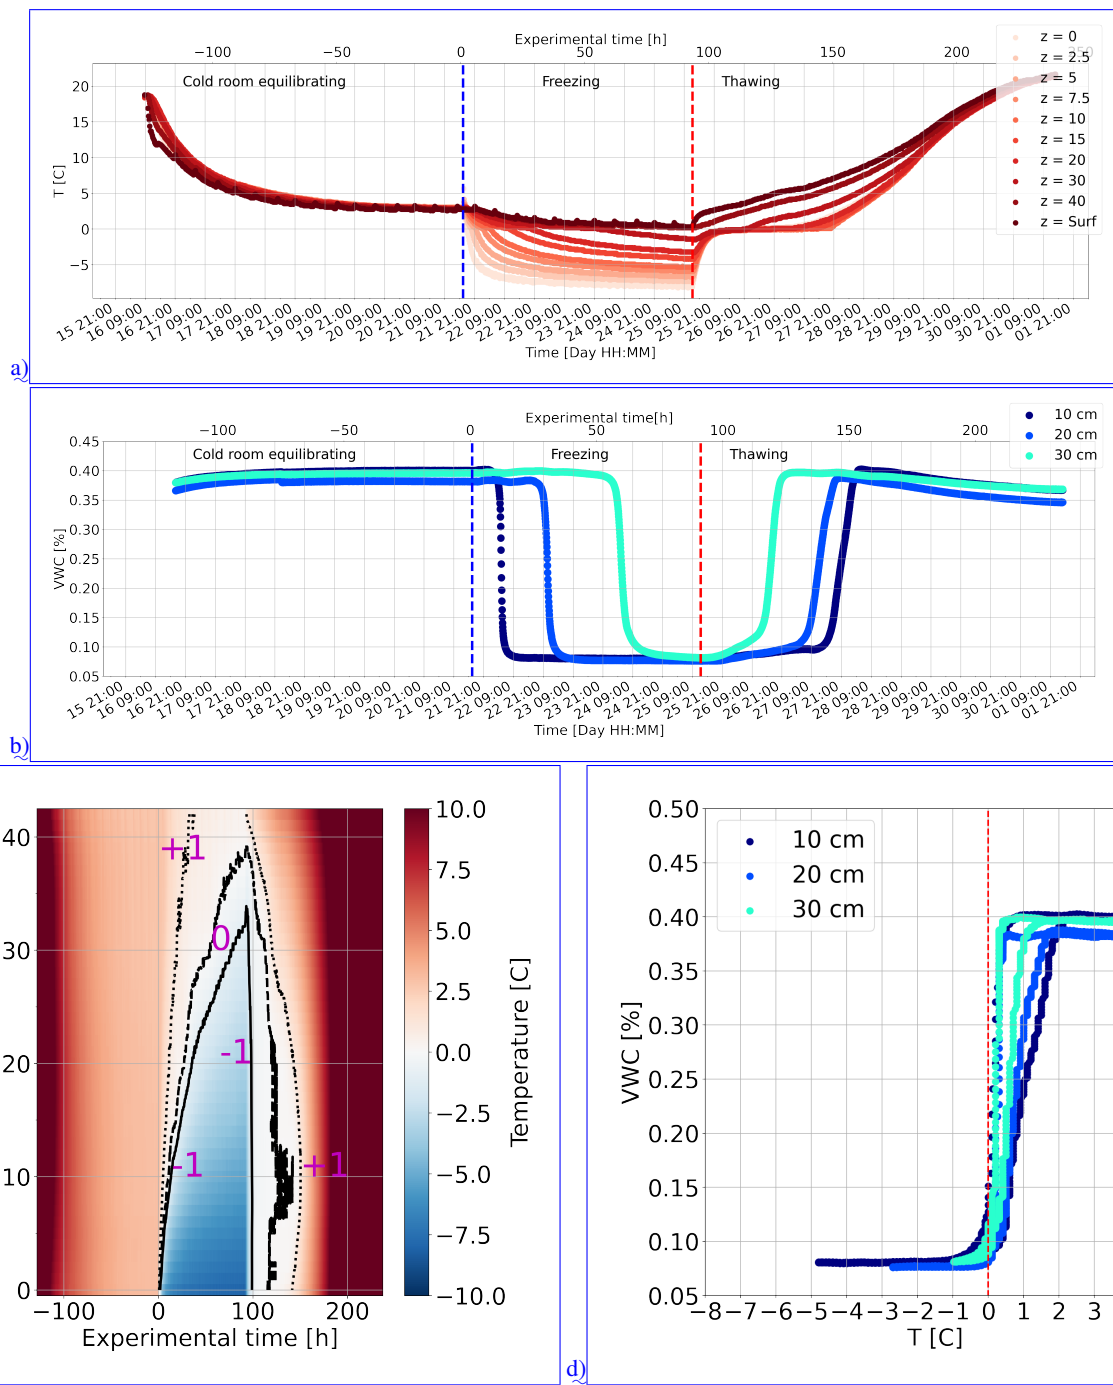 Experimental time [h]
−100 −50 0 50 100 150 200 250
Cold room equilibrating Freezing Thawing
z = 0
z = 2.5
z = 5
z = 7.5
z = 10
z = 15
z = 20
z = 30
z = 40
z = Surf
20
15
10
5
0
−5
T [C]
15 21:00 16 09:00 16 21:00 17 09:00 17 21:00 18 09:00 18 21:00 19 09:00 19 21:00 20 09:00 20 21:00 21 09:00 21 21:00 22 09:00 22 21:00 23 09:00 23 21:00 24 09:00 24 21:00 25 09:00 25 21:00 26 09:00 26 21:00 27 09:00 27 21:00 28 09:00 28 21:00 29 09:00 29 21:00 30 09:00 30 21:00 01 09:00 01 21:00
Time [Day HH:MM]
a)
Experimental time[h]
−100 −50 0 50 100 150 200
Cold room equilibrating Freezing Thawing
10 cm
20 cm
30 cm
0.45
0.40
0.35
0.30
0.25
0.20
0.15
0.10
0.05
VWC [%]
15 21:00 16 09:00 16 21:00 17 09:00 17 21:00 18 09:00 18 21:00 19 09:00 19 21:00 20 09:00 20 21:00 21 09:00 21 21:00 22 09:00 22 21:00 23 09:00 23 21:00 24 09:00 24 21:00 25 09:00 25 21:00 26 09:00 26 21:00 27 09:00 27 21:00 28 09:00 28 21:00 29 09:00 29 21:00 30 09:00 30 21:00 01 09:00 01 21:00
Time [Day HH:MM]
b)
40
30
20
10
0
+1
0
-1
-1
+1
−100 0 100 200
Experimental time [h]
10.0
7.5
5.0
2.5
0.0
−2.5
−5.0
−7.5
−10.0
Temperature [C]
d)
10 cm
20 cm
30 cm
0.50
0.45
0.40
0.35
0.30
0.25
0.20
0.15
0.10
0.05
VWC [%]
−8 −7 −6 −5 −4 −3 −2 −1 0 1 2 3
T [C]